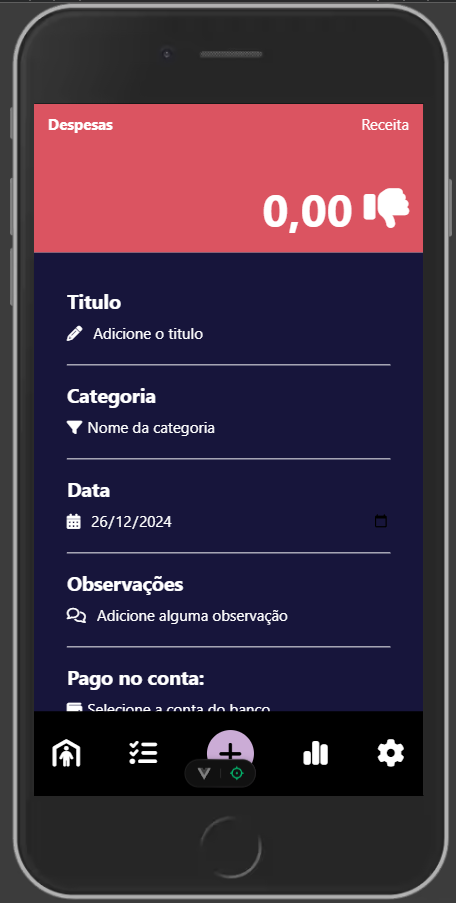 Despesas
Receita
0,00
Titulo
Adicione o titulo
Categoria
Nome da categoria
Data
26/12/2024
Observações
Adicione alguma observação
Pago no conta:
Selecione a conta do banco